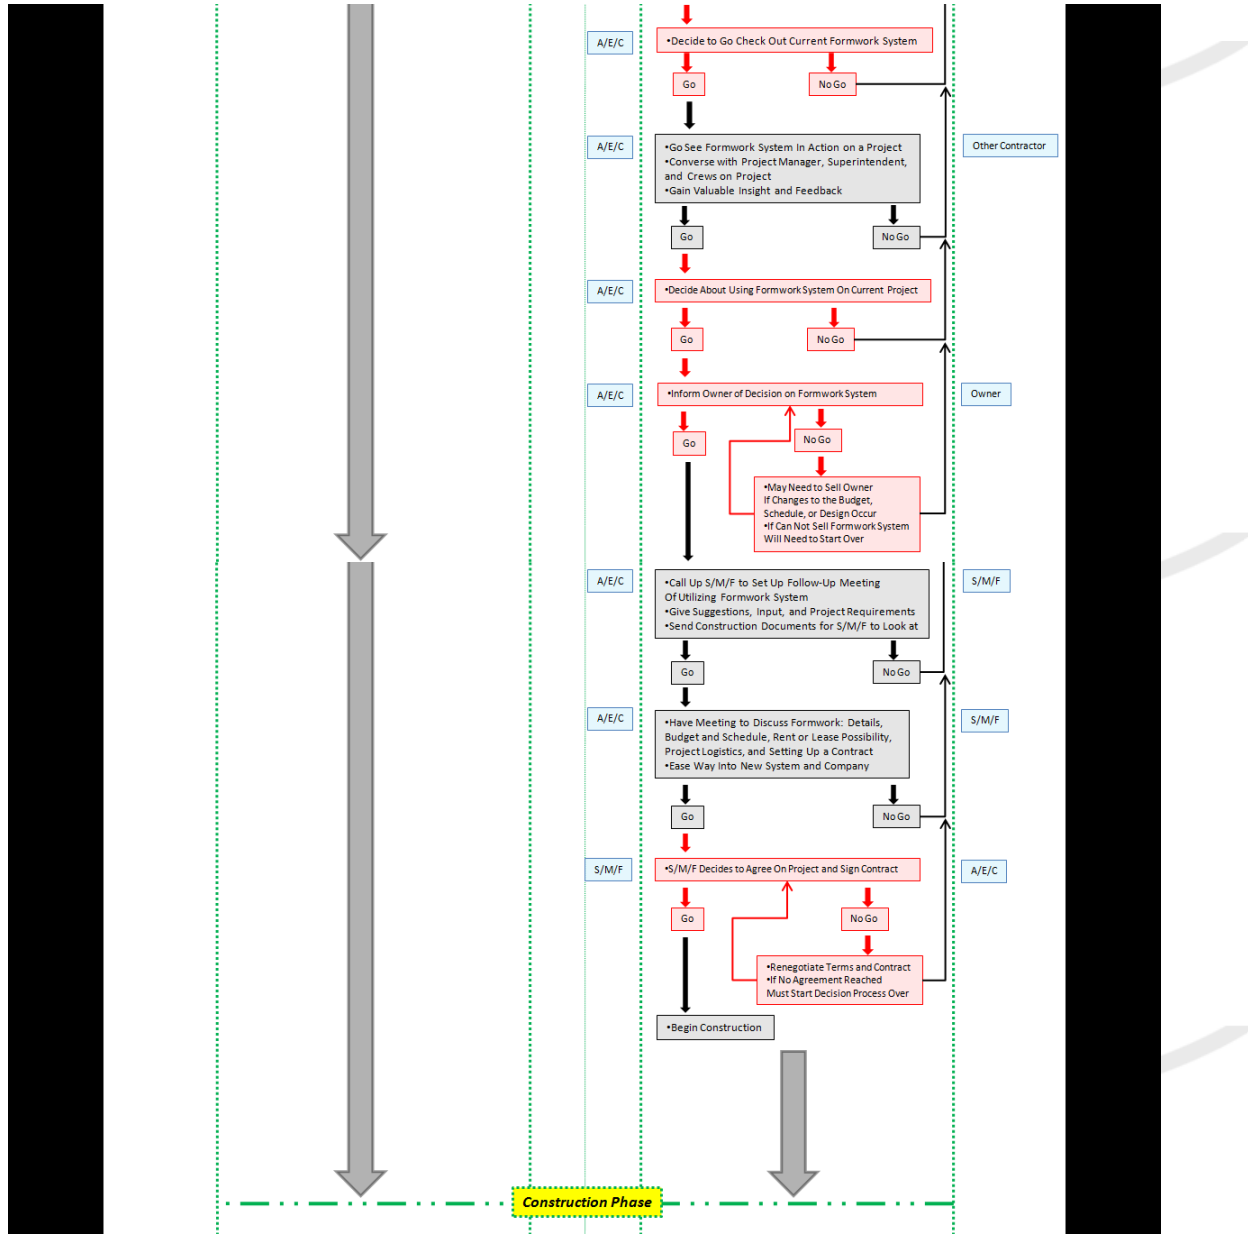 A/E/C
•Decide to Go Check Out Current Formwork System
Go
No Go
A/E/C
•Go See Formwork System In Action on a Project
•Converse with Project Manager, Superintendent,
and Crews on Project
•Gain Valuable Insight and Feedback
Other Contractor
Go
No Go
A/E/C
•Decide About Using Formwork System On Current Project
Go
No Go
A/E/C
•Inform Owner of Decision on Formwork System
Owner
Go
No Go
•May Need to Sell Owner
If Changes to the Budget,
Schedule, or Design Occur
•If Can Not Sell Formwork System
Will Need to Start Over
A/E/C
•Call Up S/M/F to Set Up Follow-Up Meeting
Of Utilizing Formwork System
•Give Suggestions, Input, and Project Requirements
•Send Construction Documents for S/M/F to Look at
S/M/F
Go
No Go
A/E/C
•Have Meeting to Discuss Formwork: Details,
Budget and Schedule, Rent or Lease Possibility,
Project Logistics, and Setting Up a Contract
•Ease Way Into New System and Company
S/M/F
Go
No Go
S/M/F
•S/M/F Decides to Agree On Project and Sign Contract
A/E/C
Go
No Go
•Renegotiate Terms and Contract
•If No Agreement Reached
Must Start Decision Process Over
•Begin Construction
Construction Phase